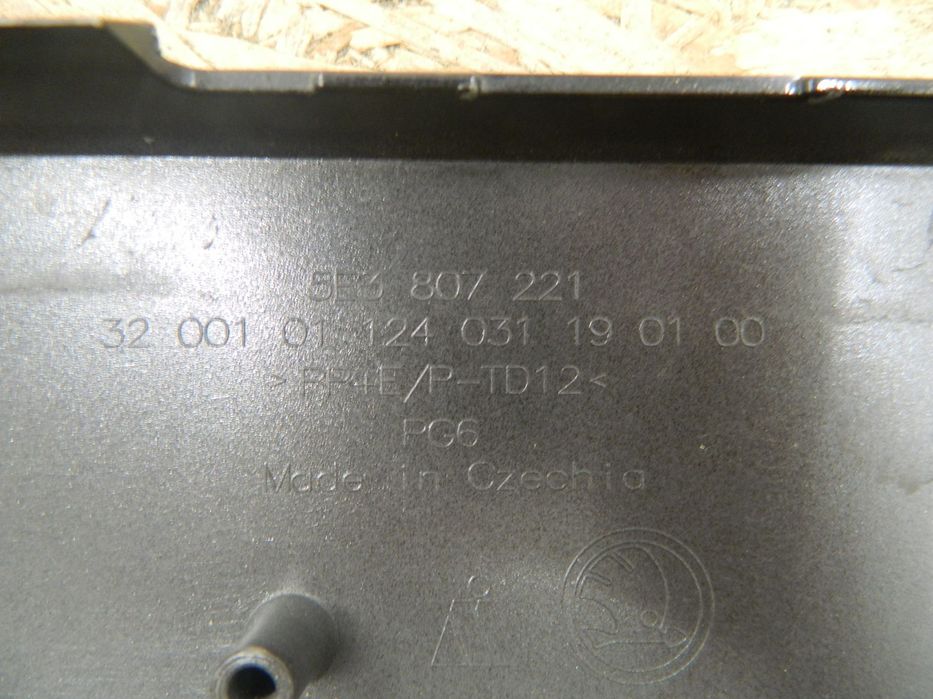 5E3 807 221
32 001 01 124 031 19 01 00
>PP+E/P-TD12<
PG6
Made in Czechia